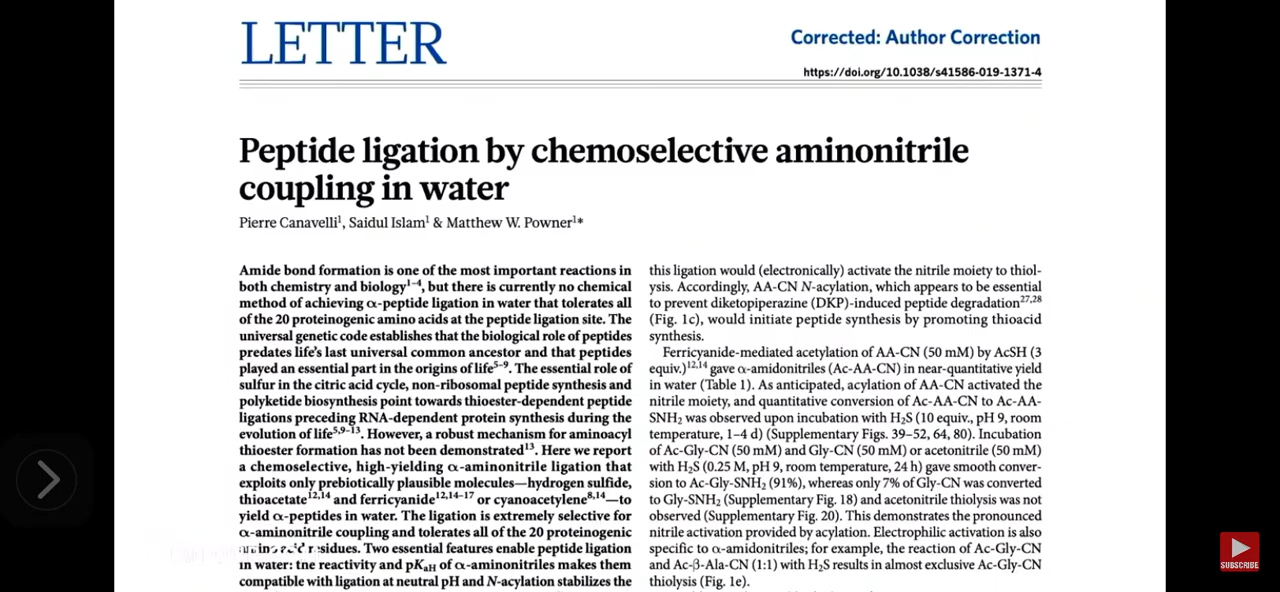 LETTER
Corrected: Author Correction
https://doi.org/10.1038/s41586-019-1371-4
Peptide ligation by chemoselective aminonitrile
coupling in water
Pierre Canavelli¹, Saidul Islam¹ & Matthew W. Powner¹*
Amide bond formation is one of the most important reactions in
both chemistry and biology¹⁻⁴, but there is currently no chemical
method of achieving α-peptide ligation in water that tolerates all
of the 20 proteinogenic amino acids at the peptide ligation site. The
universal genetic code establishes that the biological role of peptides
predates life's last universal common ancestor and that peptides
played an essential part in the origins of life⁵⁻⁹. The essential role of
sulfur in the citric acid cycle, non-ribosomal peptide synthesis and
polyketide biosynthesis point towards thioester-dependent peptide
ligations preceding RNA-dependent protein synthesis during the
evolution of life⁵,⁹⁻¹³. However, a robust mechanism for aminoacyl
thioester formation has not been demonstrated¹³. Here we report
a chemoselective, high-yielding α-aminonitrile ligation that
exploits only prebiotically plausible molecules—hydrogen sulfide,
thioacetate¹²,¹⁴ and ferricyanide¹²,¹⁴⁻¹⁷ or cyanoacetylene⁸,¹⁴—to
yield α-peptides in water. The ligation is extremely selective for
α-aminonitrile coupling and tolerates all of the 20 proteinogenic
residues. Two essential features enable peptide ligation
in water: the reactivity and pKaH of α-aminonitriles makes them
compatible with ligation at neutral pH and N-acylation stabilizes the
this ligation would (electronically) activate the nitrile moiety to thiol-
ysis. Accordingly, AA-CN N-acylation, which appears to be essential
to prevent diketopiperazine (DKP)-induced peptide degradation²⁷,²⁸
(Fig. 1c), would initiate peptide synthesis by promoting thioacid
synthesis.
Ferricyanide-mediated acetylation of AA-CN (50 mM) by AcSH (3
equiv.)¹²,¹⁴ gave α-amidonitriles (Ac-AA-CN) in near-quantitative yield
in water (Table 1). As anticipated, acylation of AA-CN activated the
nitrile moiety, and quantitative conversion of Ac-AA-CN to Ac-AA-
SNH₂ was observed upon incubation with H₂S (10 equiv., pH 9, room
temperature, 1–4 d) (Supplementary Figs. 39–52, 64, 80). Incubation
of Ac-Gly-CN (50 mM) and Gly-CN (50 mM) or acetonitrile (50 mM)
with H₂S (0.25 M, pH 9, room temperature, 24 h) gave smooth conver-
sion to Ac-Gly-SNH₂ (91%), whereas only 7% of Gly-CN was converted
to Gly-SNH₂ (Supplementary Fig. 18) and acetonitrile thiolysis was not
observed (Supplementary Fig. 20). This demonstrates the pronounced
nitrile activation provided by acylation. Electrophilic activation is also
specific to α-amidonitriles; for example, the reaction of Ac-Gly-CN
and Ac-β-Ala-CN (1:1) with H₂S results in almost exclusive Ac-Gly-CN
thiolysis (Fig. 1e).
SUBSCRIBE